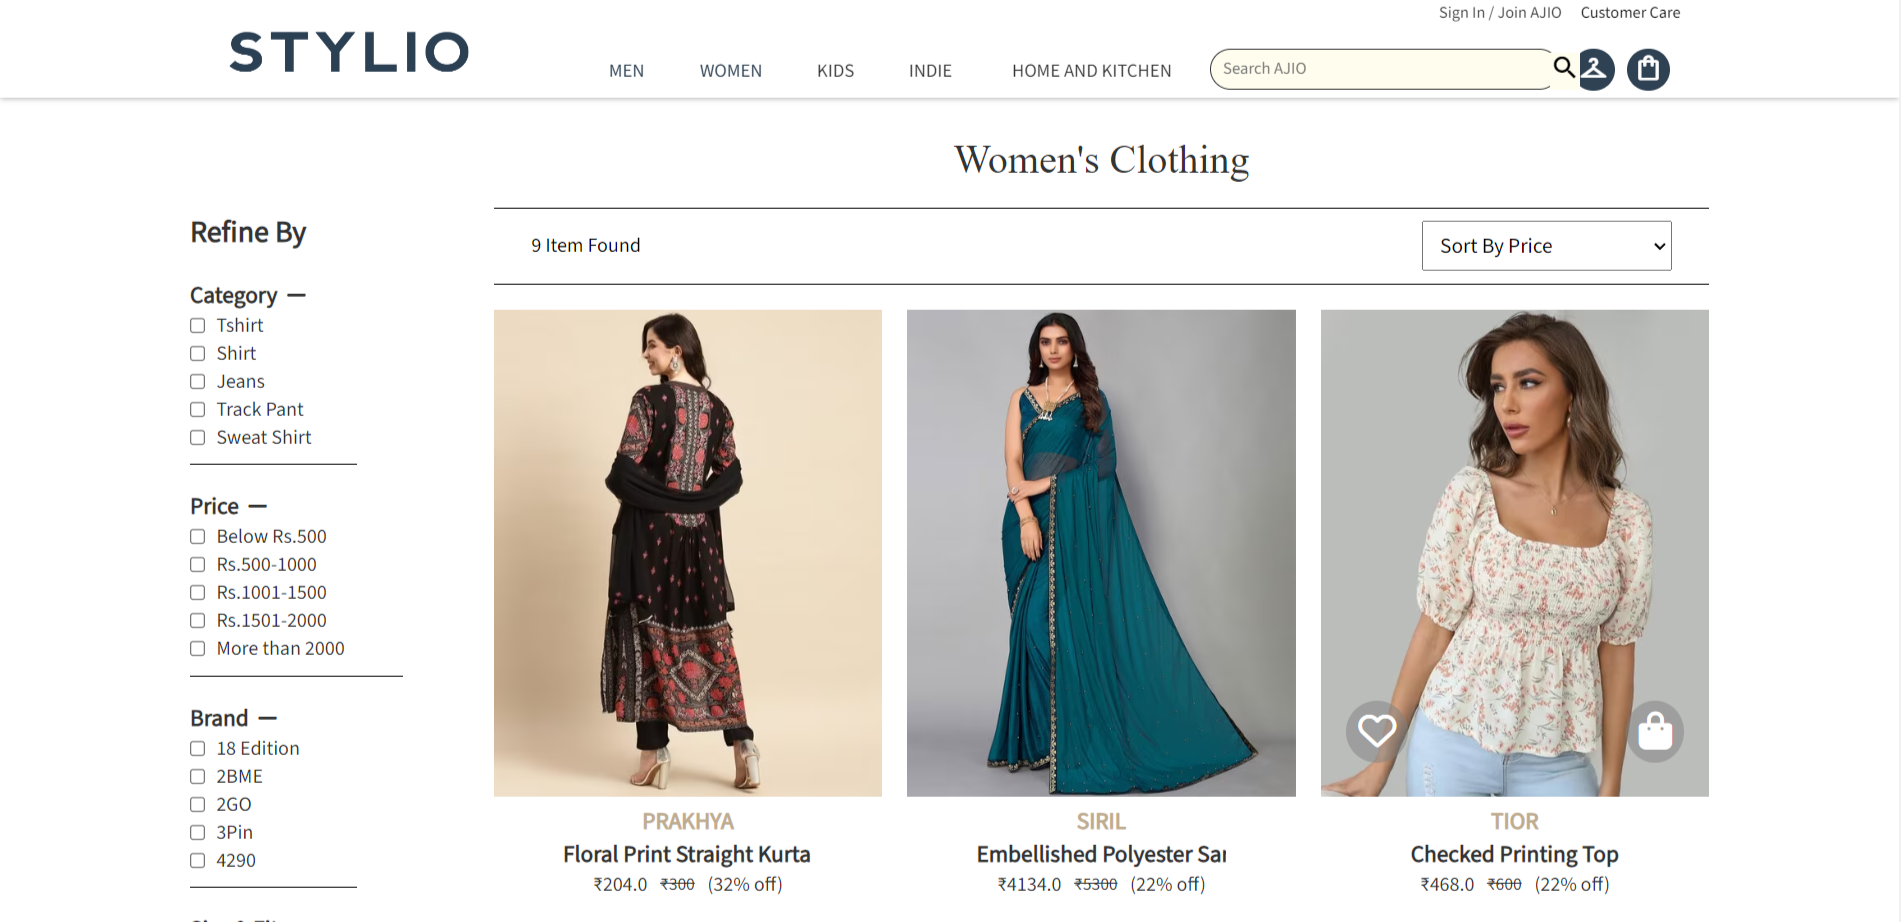 Sign In / Join AJIO Customer Care
STYLIO
MEN WOMEN KIDS INDIE HOME AND KITCHEN Search AJIO
Women's Clothing
Refine By
9 Item Found Sort By Price
Category
Tshirt
Shirt
Jeans
Track Pant
Sweat Shirt
Price
Below Rs.500
Rs.500-1000
Rs.1001-1500
Rs.1501-2000
More than 2000
Brand
18 Edition
2BME
2GO
3Pin
4290
PRAKHYA
Floral Print Straight Kurta
₹204.0 ₹300 (32% off)
SIRIL
Embellished Polyester
₹4134.0 ₹5300 (22% off)
TIOR
Checked Printing Top
₹468.0 ₹600 (22% off)